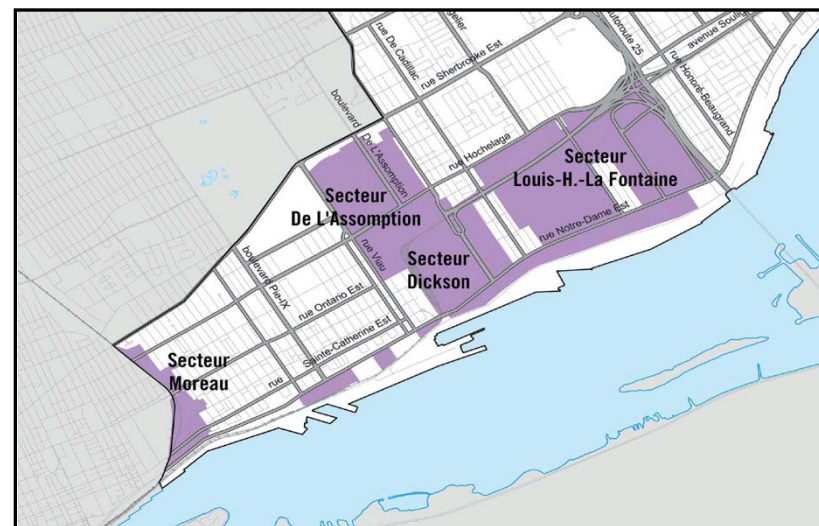 autoroute 25
avenue Soulig
rue De Cadillac
gelier
rue Sherbrooke Est
rue Honoré-Beaugrand
boulevard De L'Assomption
rue Hochelaga
Secteur
Louis-H.-La Fontaine
Secteur
De L'Assomption
rue Notre-Dame Est
boulevard Pie-IX
rue Viau
Secteur
Dickson
rue Ontario Est
rue Sainte-Catherine Est
Secteur
Moreau